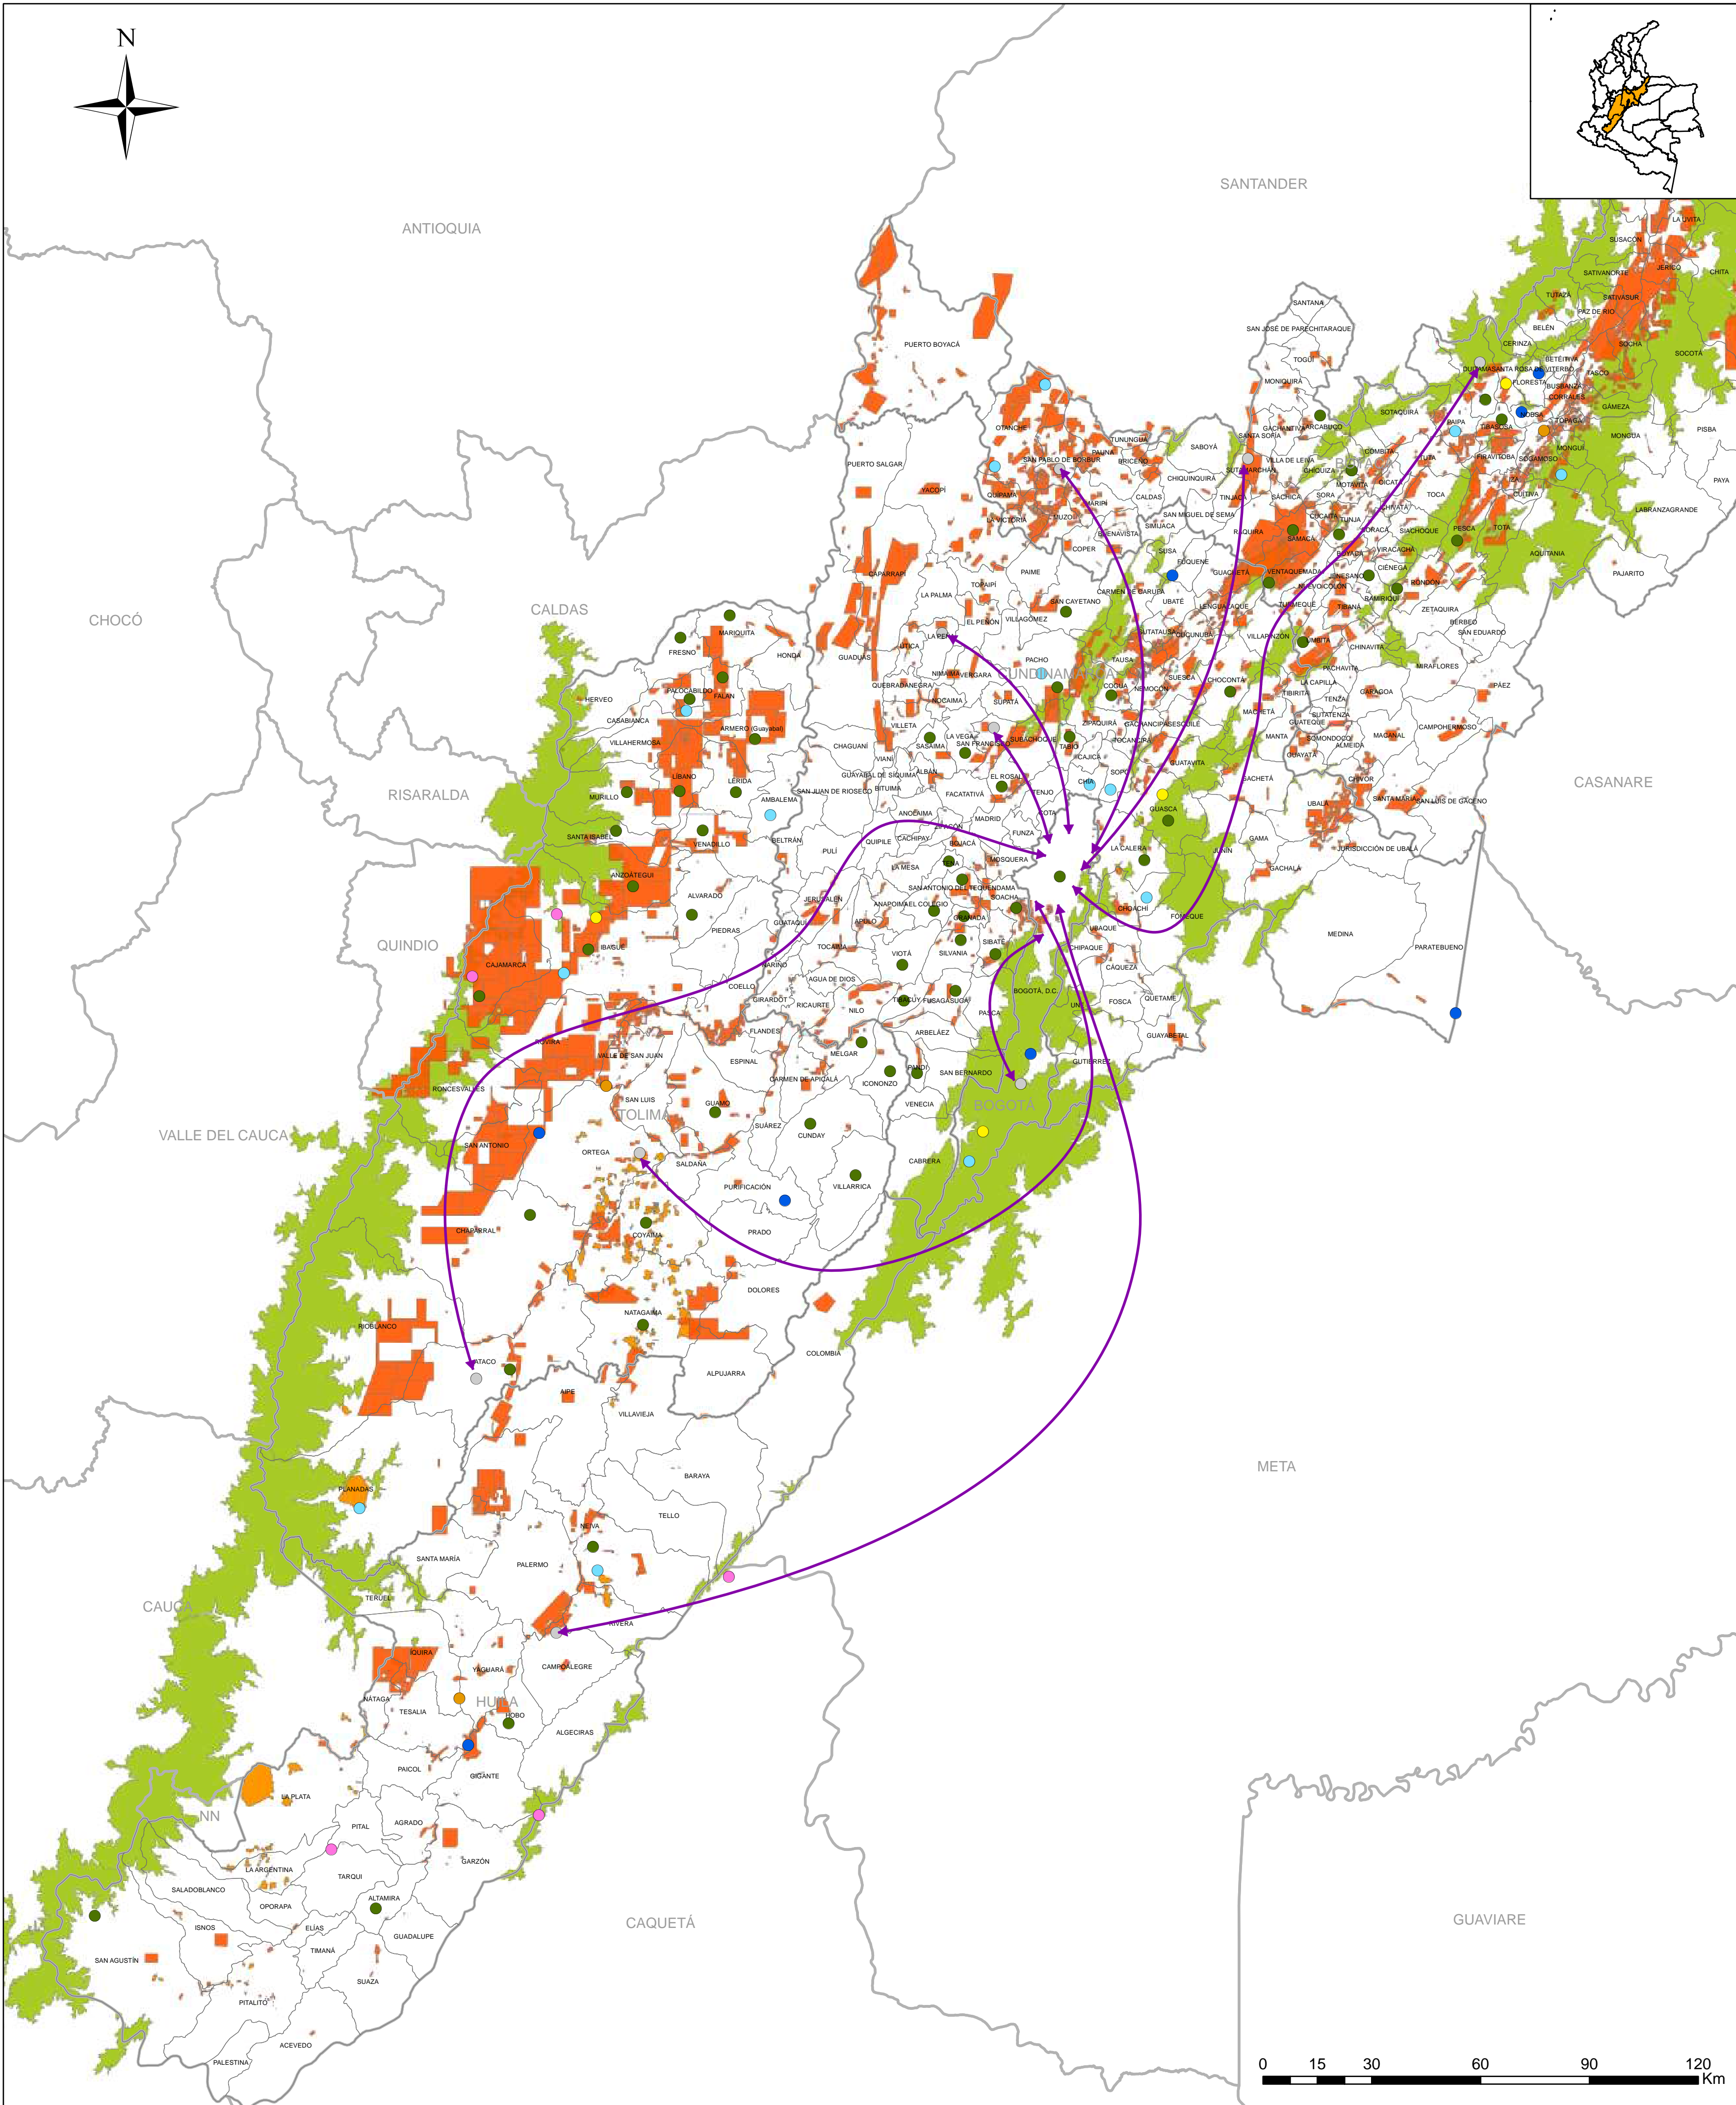 N
SANTANDER
ANTIOQUIA
LA UVITA
SUSACÓN
SATIVANORTE
JERICÓ
CHITA
TUTAZÁ
SATIVASUR
PAZ DE RIO
SANTANA
SAN JOSÉ DE PARE
CHITARAQUE
BELÉN
CERINZA
SOCHA
SOCOTÁ
PUERTO BOYACÁ
TOGÜÍ
BETÉITIVA
DUITAMA
SANTA ROSA DE VITERBO
TASCO
MONIQUIRÁ
FLORESTA
BUSBANZÁ
CORRALES
GÁMEZA
SOTAQUIRÁ
NOBSA
TÓPAGA
PISBA
OTANCHE
GACHANTIVÁ
ARCABUCO
PAIPA
TIBASOSA
MONGUA
TUNUNGUÁ
SANTA SOFÍA
SABOYÁ
PAUNA
COMBITA
MONGUÍ
SAN PABLO DE BORBUR
BRICEÑO
VILLA DE LEIVA
TUTA
FIRAVITOBA
SOGAMOSO
PUERTO SALGAR
SUTAMARCHÁN
CHIQUIZA
CHIQUINQUIRÁ
IZA
PAYA
MOTAVITA
OICATÁ
YACOPÍ
QUIPAMA
CALDAS
TINJACÁ
SÁCHICA
SORA
TOCA
CUITIVA
MARIPÍ
CHIVATÁ
LABRANZAGRANDE
LA VICTORIA
MUZO
SAN MIGUEL DE SEMA
CUCAITA
TUNJA
SIMIJACA
SORACÁ
SIACHOQUE
PESCA
TOTA
BUENAVISTA
RÁQUIRA
SAMACÁ
COPER
SUSA
BOYACÁ
VIRACACHÁ
AQUITANIA
FÚQUENE
CAPARRAPÍ
PAIME
GUACHETÁ
VENTAQUEMADA
JENESANO
CIÉNEGA
PAJARITO
TOPAIPÍ
NUEVO COLÓN
RONDÓN
CARMEN DE CARUPA
LA PALMA
UBATÉ
RAMIRIQUÍ
CALDAS
SAN CAYETANO
LENGUAZAQUE
TURMEQUÉ
TIBANÁ
ZETAQUIRA
CHOCÓ
EL PEÑÓN
VILLAGÓMEZ
BERBEO
MARIQUITA
SAN EDUARDO
LA PEÑA
SUTATAUSA
CUCUNUBÁ
VILLAPINZÓN
ÚMBITA
FRESNO
ÚTICA
CHINAVITA
HONDA
GUADUAS
PACHO
TAUSA
PACHAVITA
MIRAFLORES
NIMAIMA
VERGARA
CUNDINAMARCA
SUESCA
LA CAPILLA
QUEBRADANEGRA
COGUA
CHOCONTÁ
PÁEZ
PALOCABILDO
NEMOCÓN
TIBIRITA
GARAGOA
FALAN
NOCAIMA
SUPATÁ
TENZA
HERVEO
MACHETÁ
SUTATENZA
CASABIANCA
VILLETA
ZIPAQUIRÁ
GACHANCIPÁ
SESQUILÉ
GUATEQUE
CAMPOHERMOSO
ARMERO (Guayabal)
LA VEGA
SUBACHOQUE
MANTA
SOMONDOCO
MACANAL
VILLAHERMOSA
CHAGUANÍ
SASAIMA
SAN FRANCISCO
TABIO
TOCANCIPÁ
ALMEIDA
VIANÍ
CAJICÁ
GUATAVITA
GUAYATÁ
GUAYABAL DE SIQUIMA
ALBÁN
SOPÓ
LÍBANO
LÉRIDA
EL ROSAL
CHÍA
GACHETÁ
CHIVOR
CASANARE
RISARALDA
MURILLO
AMBALEMA
SAN JUAN DE RIOSECO
BITUIMA
FACATATIVÁ
TENJO
SANTA MARÍA
SAN LUIS DE GACENO
GUASCA
UBALÁ
ANOLAIMA
COTA
SANTA ISABEL
BELTRÁN
MADRID
VENADILLO
ZIPACÓN
FUNZA
GAMA
CACHIPAY
BOJACÁ
LA CALERA
PULÍ
QUIPILE
JUNÍN
JURISDICCIÓN DE UBALÁ
TENA
MOSQUERA
LA MESA
GACHALÁ
ANZOÁTEGUI
SAN ANTONIO DEL TEQUENDAMA
ALVARADO
JERUSALÉN
SOACHA
ANAPOIMA
EL COLEGIO
CHOACHÍ
GUATAQUÍ
APULO
GRANADA
FOMEQUE
PIEDRAS
UBAQUE
MEDINA
QUINDIO
IBAGUÉ
TOCAIMA
SIBATÉ
CHIPAQUE
PARATEBUENO
VIOTÁ
SILVANIA
CAJAMARCA
NARIÑO
CÁQUEZA
AGUA DE DIOS
COELLO
BOGOTÁ, D.C.
GIRARDOT
TIBACUY
FUSAGASUGÁ
QUETAME
RICAURTE
UNE
FOSCA
NILO
PASCA
FLANDES
ARBELÁEZ
GUAYABETAL
ROVIRA
VALLE DE SAN JUAN
MELGAR
ESPINAL
GUTIÉRREZ
PANDI
SAN BERNARDO
CARMEN DE APICALÁ
ICONONZO
RONCESVALLES
SAN LUIS
GUAMO
VENECIA
BOGOTÁ
TOLIMA
VALLE DEL CAUCA
SUÁREZ
CUNDAY
SAN ANTONIO
ORTEGA
SALDAÑA
CABRERA
PURIFICACIÓN
VILLARRICA
CHAPARRAL
COYAIMA
PRADO
DOLORES
NATAGAIMA
RIOBLANCO
COLOMBIA
ATACO
ALPUJARRA
AIPE
VILLAVIEJA
META
BARAYA
PLANADAS
TELLO
NEIVA
SANTA MARÍA
PALERMO
TERUEL
CAUCA
RIVERA
ÍQUIRA
CAMPOALEGRE
YAGUARÁ
NÁTAGA
HUILA
TESALIA
HOBO
ALGECIRAS
PAICOL
GIGANTE
LA PLATA
NN
PITAL
AGRADO
GARZÓN
LA ARGENTINA
TARQUI
SALADOBLANCO
ALTAMIRA
OPORAPA
CAQUETÁ
GUAVIARE
ISNOS
ELÍAS
GUADALUPE
TIMANÁ
SAN AGUSTÍN
SUAZA
PITALITO
ACEVEDO
PALESTINA
0 15 30 60 90 120
Km